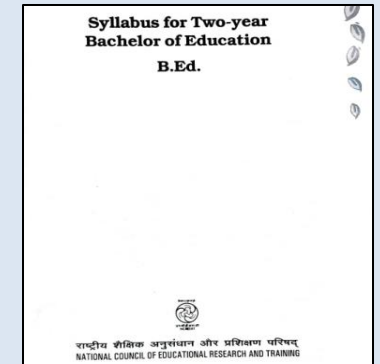 Syllabus for Two-year
Bachelor of Education
B.Ed.
राष्ट्रीय शैक्षिक अनुसंधान और प्रशिक्षण परिषद्
NATIONAL COUNCIL OF EDUCATIONAL RESEARCH AND TRAINING